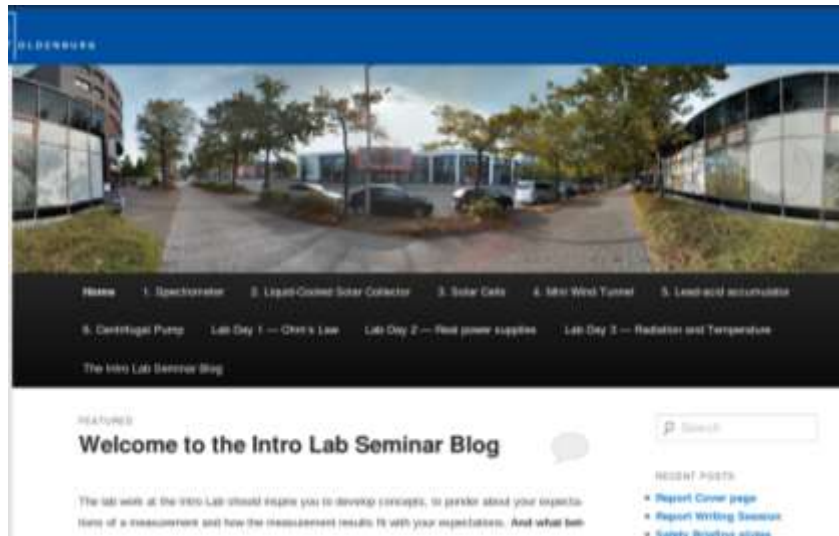 OLDENBURG
Home 1. Spectrometer 2. Liquid-Cooled Solar Collector 3. Solar Cells 4. Mini Wind Tunnel 5. Lead-acid accumulator
6. Centrifugal Pump Lab Day 1 — Ohm's Law Lab Day 2 — Real power supplies Lab Day 3 — Radiation and Temperature
The Intro Lab Seminar Blog
FEATURED
Welcome to the Intro Lab Seminar Blog
Search
The lab work at the Intro Lab should inspire you to develop concepts, to ponder about your expecta-
tions of a measurement and how the measurement results fit with your expectations. And what bet-
RECENT POSTS
Report Cover page
Report Writing Session
Safety Briefing slides